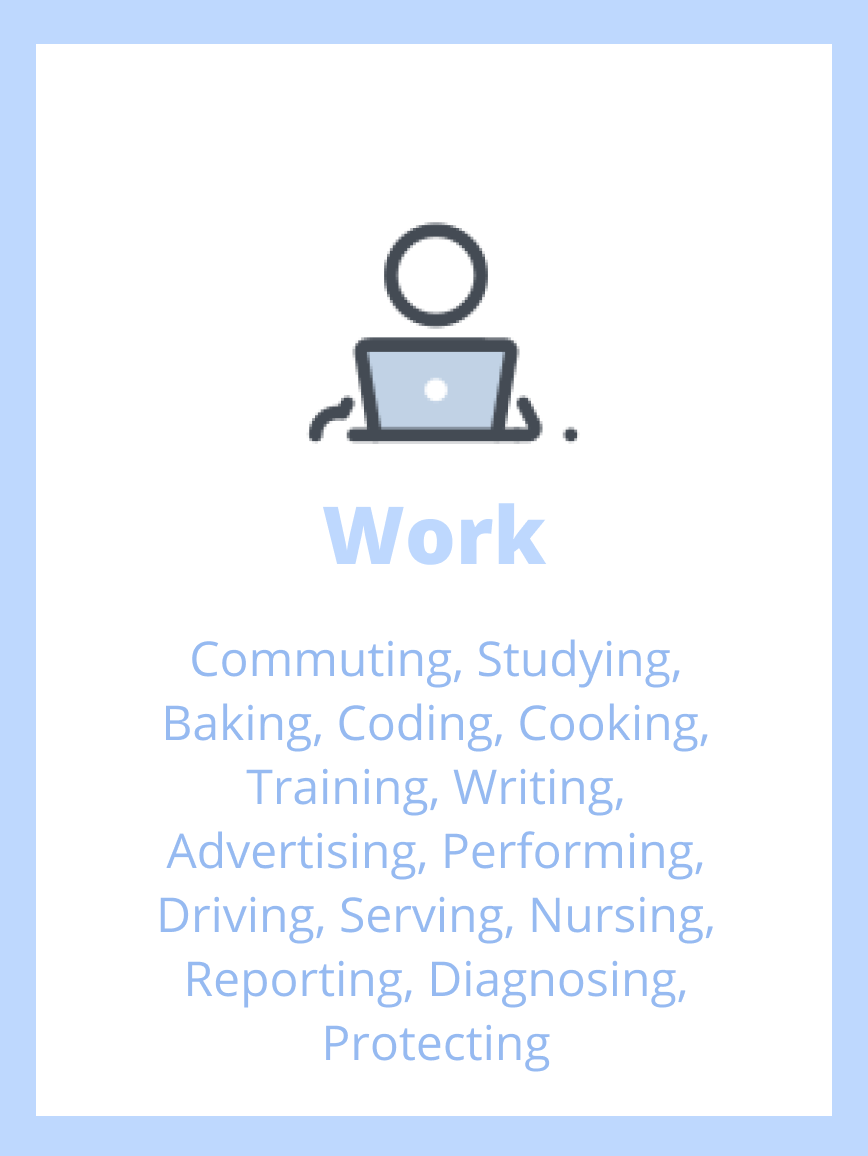 Work
Commuting, Studying,
Baking, Coding, Cooking,
Training, Writing,
Advertising, Performing,
Driving, Serving, Nursing,
Reporting, Diagnosing,
Protecting